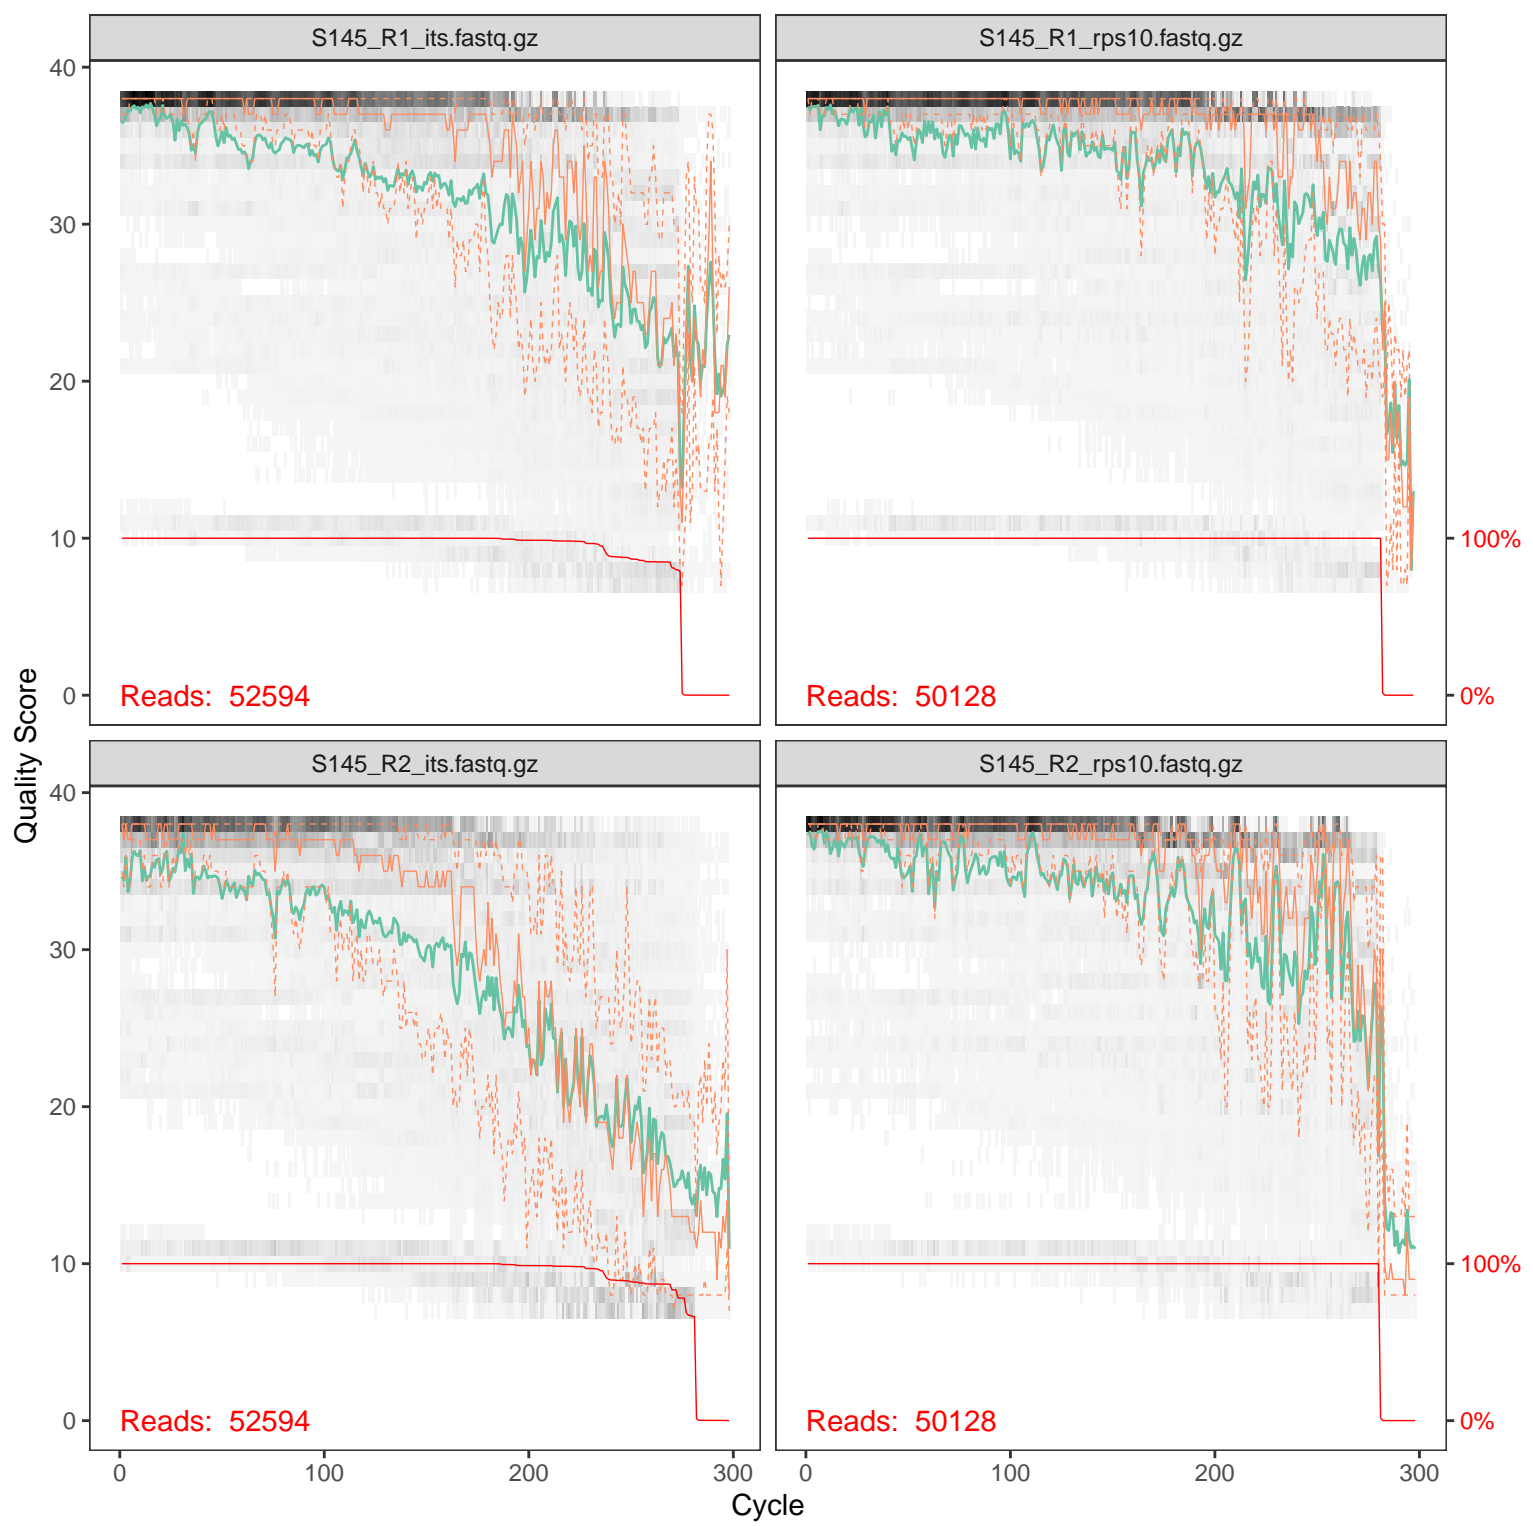 S145_R1_its.fastq.gz
S145_R1_rps10.fastq.gz
40
30
20
10
0
100%
0%
Reads: 52594
Reads: 50128
Quality Score
S145_R2_its.fastq.gz
S145_R2_rps10.fastq.gz
40
30
20
10
0
100%
0%
Reads: 52594
Reads: 50128
0 100 200 300
0 100 200 300
Cycle